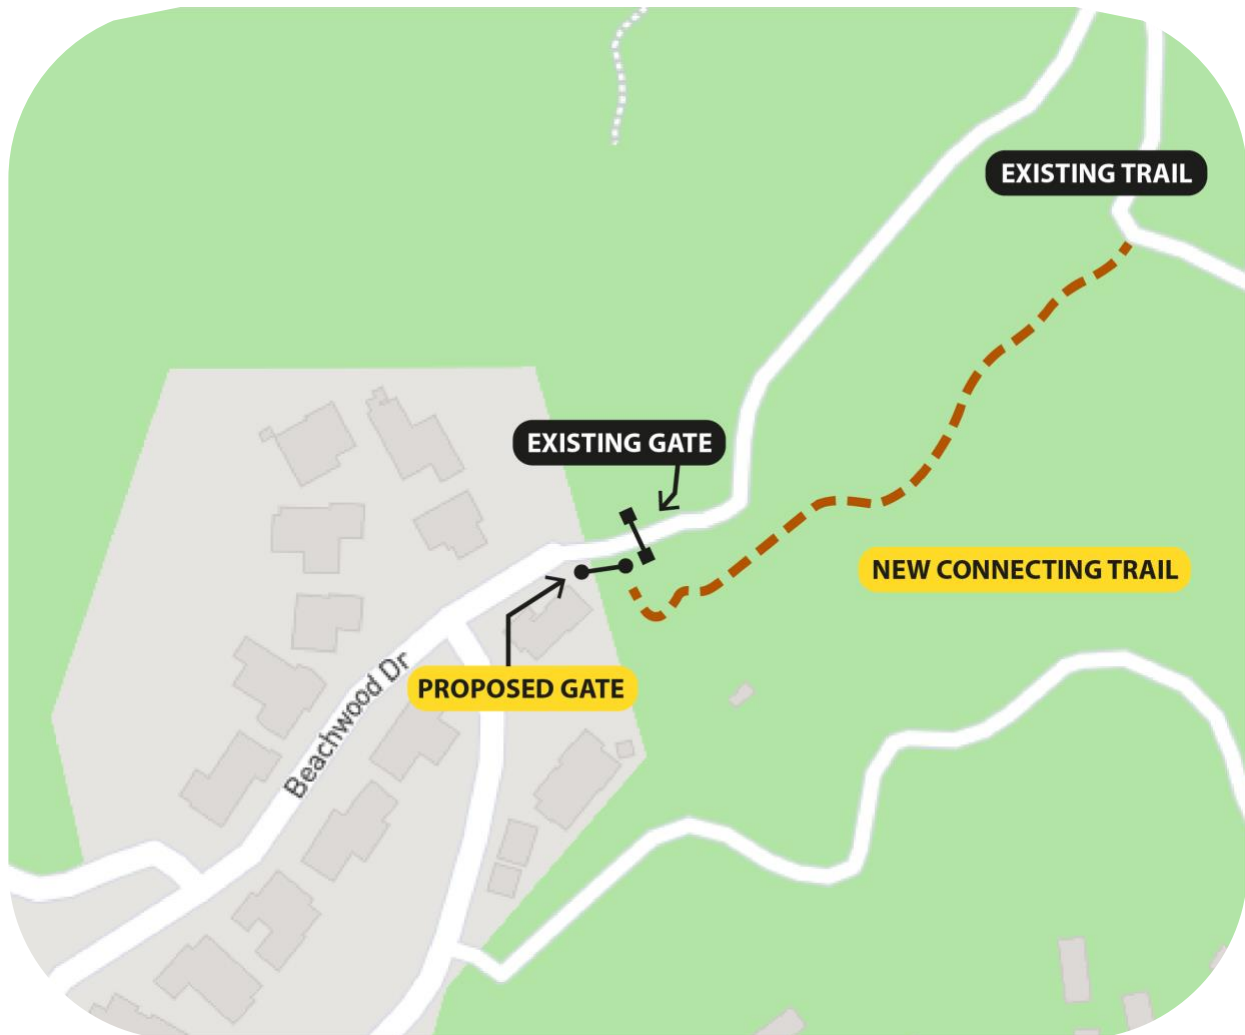 EXISTING TRAIL
EXISTING GATE
NEW CONNECTING TRAIL
PROPOSED GATE
Beachwood Dr